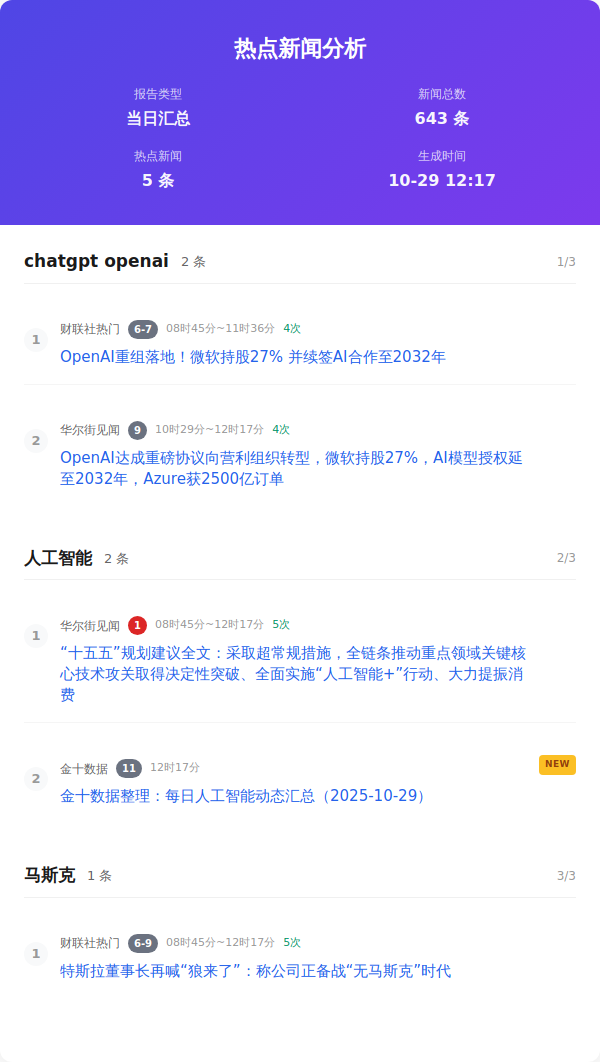 热点新闻分析
报告类型
新闻总数
当日汇总
643 条
热点新闻
生成时间
5 条
10-29 12:17
chatgpt openai 2 条 1/3
1
财联社热门 6-7 08时45分~11时36分 4次
OpenAI重组落地！微软持股27% 并续签AI合作至2032年
2
华尔街见闻 9 10时29分~12时17分 4次
OpenAI达成重磅协议向营利组织转型，微软持股27%，AI模型授权延
至2032年，Azure获2500亿订单
人工智能 2 条 2/3
1
华尔街见闻 1 08时45分~12时17分 5次
“十五五”规划建议全文：采取超常规措施，全链条推动重点领域关键核
心技术攻关取得决定性突破、全面实施“人工智能+”行动、大力提振消
费
2
金十数据 11 12时17分 NEW
金十数据整理：每日人工智能动态汇总（2025-10-29）
马斯克 1 条 3/3
1
财联社热门 6-9 08时45分~12时17分 5次
特斯拉董事长再喊“狼来了”：称公司正备战“无马斯克”时代